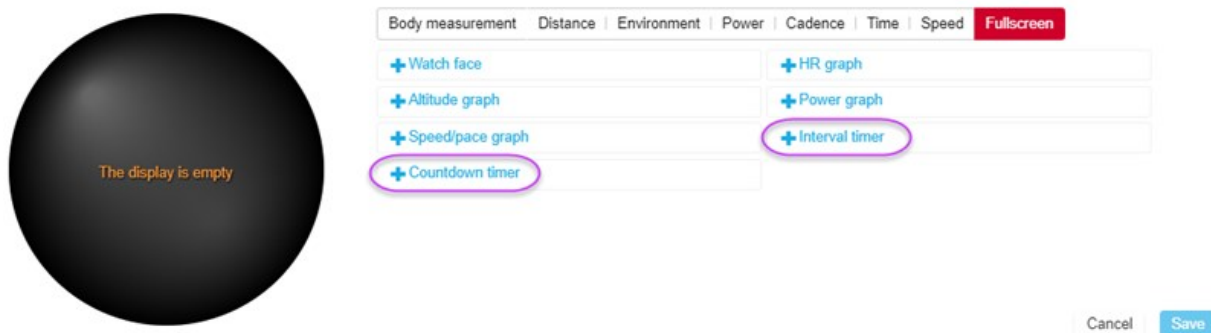 Body measurement Distance Environment Power Cadence Time Speed Fullscreen
Watch face HR graph
Altitude graph Power graph
Speed/pace graph Interval timer
The display is empty
Countdown timer
Cancel Save